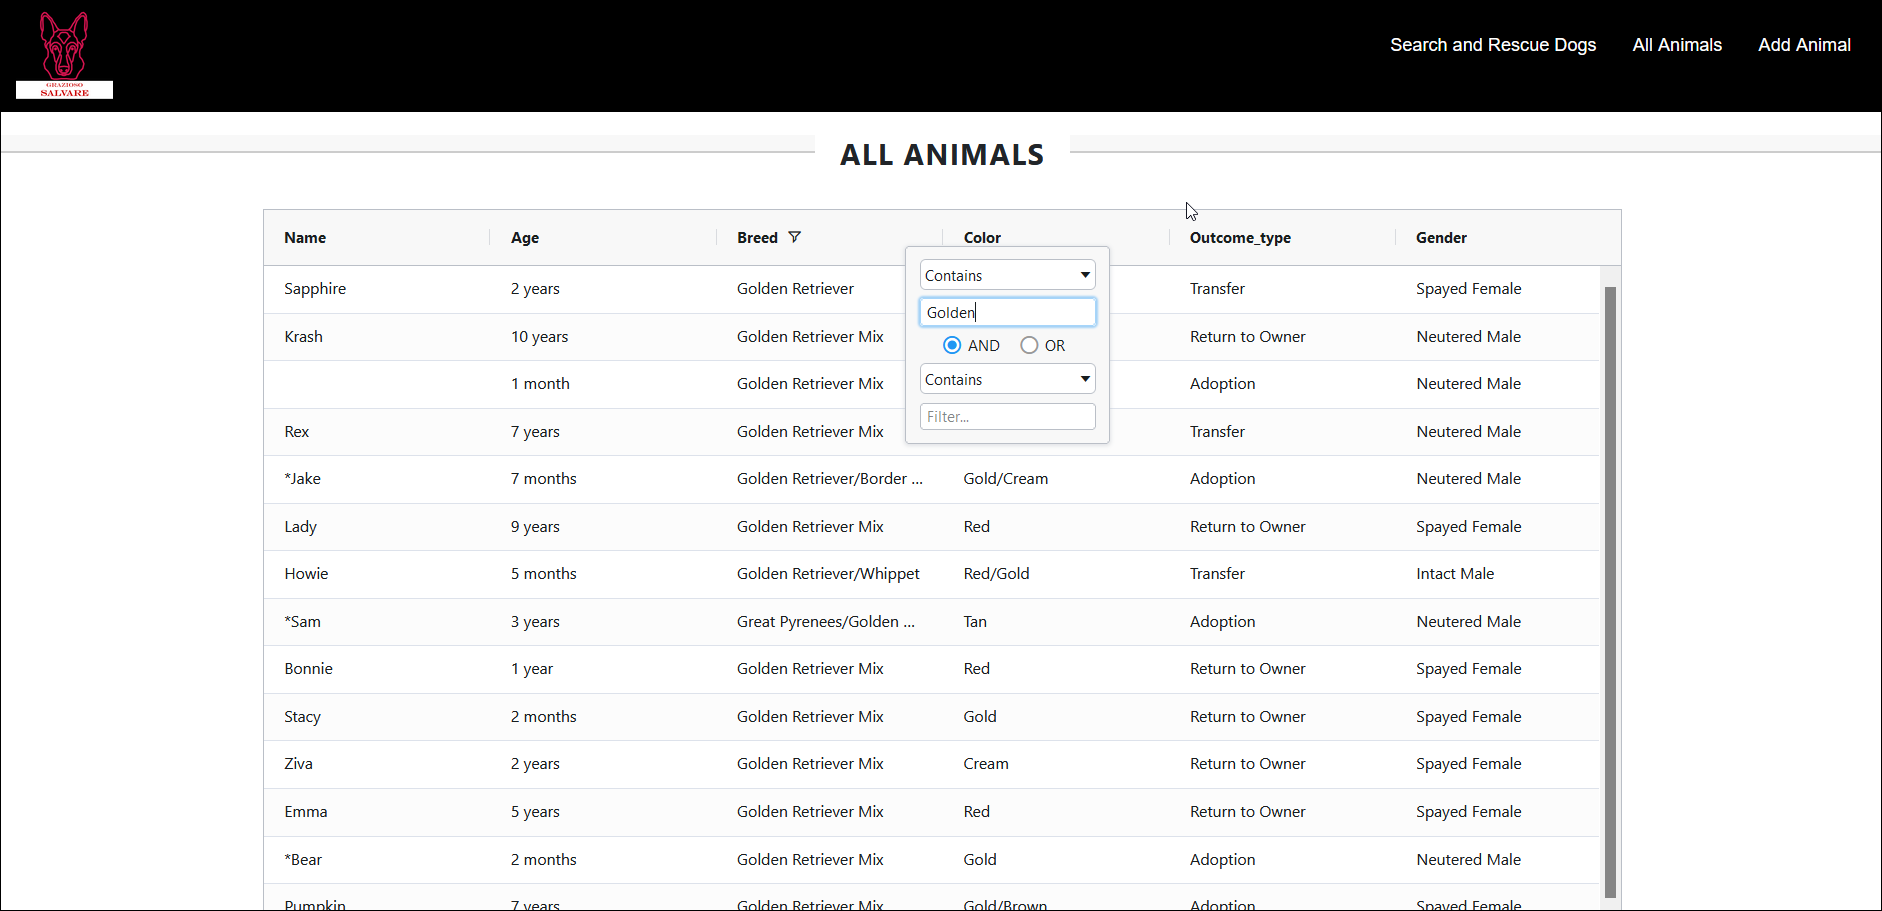 GRAZIOSO
SALVARE
Search and Rescue Dogs All Animals Add Animal
ALL ANIMALS
Name Age Breed Color Outcome_type Gender
Contains
Golden
AND OR
Contains
Filter...
Sapphire 2 years Golden Retriever Transfer Spayed Female
Krash 10 years Golden Retriever Mix Return to Owner Neutered Male
1 month Golden Retriever Mix Adoption Neutered Male
Rex 7 years Golden Retriever Mix Transfer Neutered Male
*Jake 7 months Golden Retriever/Border ... Gold/Cream Adoption Neutered Male
Lady 9 years Golden Retriever Mix Red Return to Owner Spayed Female
Howie 5 months Golden Retriever/Whippet Red/Gold Transfer Intact Male
*Sam 3 years Great Pyrenees/Golden ... Tan Adoption Neutered Male
Bonnie 1 year Golden Retriever Mix Red Return to Owner Spayed Female
Stacy 2 months Golden Retriever Mix Gold Return to Owner Spayed Female
Ziva 2 years Golden Retriever Mix Cream Return to Owner Spayed Female
Emma 5 years Golden Retriever Mix Red Return to Owner Spayed Female
*Bear 2 months Golden Retriever Mix Gold Adoption Neutered Male
Pumpkin 7 years Golden Retriever Mix Gold/Brown Adoption Spayed Female